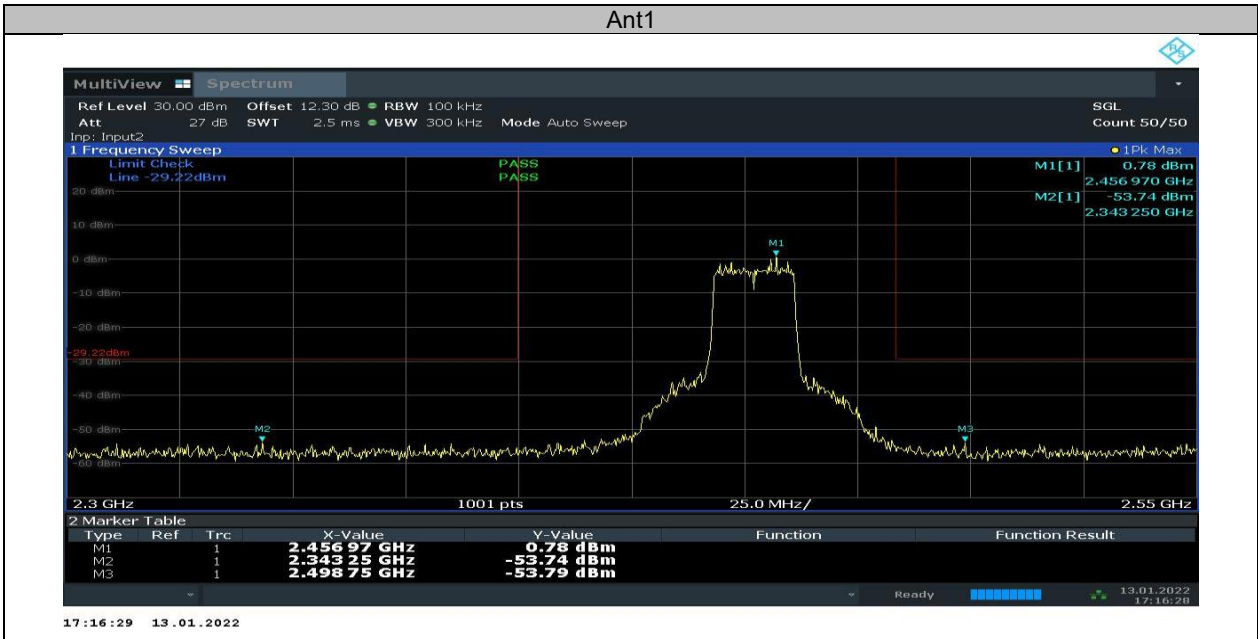 Ant1
R&S
MultiView Spectrum
Ref Level 30.00 dBm Offset 12.30 dB RBW 100 kHz SGL
Att 27 dB SWT 2.5 ms VBW 300 kHz Mode Auto Sweep Count 50/50
Inp: Input2
1 Frequency Sweep 1Pk Max
Limit Check PASS M1[1] 0.78 dBm
Line -29.22dBm PASS 2.456 970 GHz
20 dBm M2[1] -53.74 dBm
2.343 250 GHz
10 dBm
M1
0 dBm
-10 dBm
-20 dBm
-29.22dBm
-30 dBm
-40 dBm
-50 dBm M2 M3
-60 dBm
2.3 GHz 1001 pts 25.0 MHz/ 2.55 GHz
2 Marker Table
Type Ref Trc X-Value Y-Value Function Function Result
M1 1 2.456 97 GHz 0.78 dBm
M2 1 2.343 25 GHz -53.74 dBm
M3 1 2.498 75 GHz -53.79 dBm
Ready 13.01.2022
17:16:28
17:16:29 13.01.2022